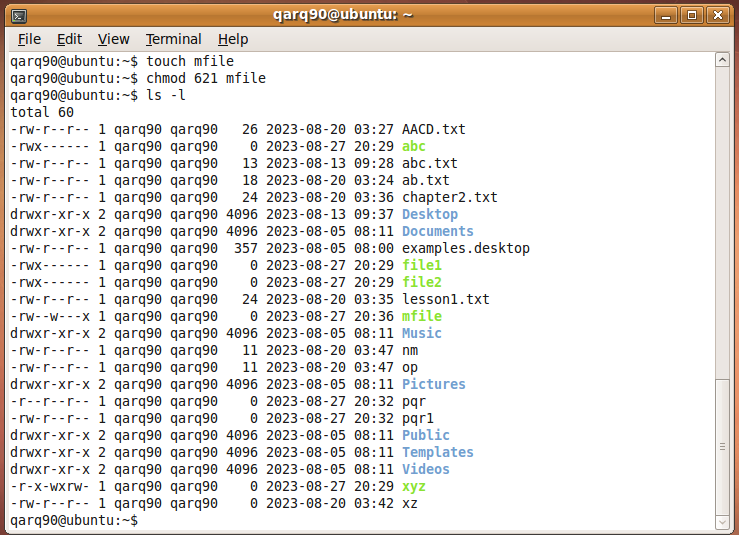 qarq90@ubuntu: ~
File Edit View Terminal Help
qarq90@ubuntu:~$ touch mfile
qarq90@ubuntu:~$ chmod 621 mfile
qarq90@ubuntu:~$ ls -l
total 60
-rw-r--r-- 1 qarq90 qarq90   26 2023-08-20 03:27 AACD.txt
-rwx------ 1 qarq90 qarq90    0 2023-08-27 20:29 abc
-rw-r--r-- 1 qarq90 qarq90   13 2023-08-13 09:28 abc.txt
-rw-r--r-- 1 qarq90 qarq90   18 2023-08-20 03:24 ab.txt
-rw-r--r-- 1 qarq90 qarq90   24 2023-08-20 03:36 chapter2.txt
drwxr-xr-x 2 qarq90 qarq90 4096 2023-08-13 09:37 Desktop
drwxr-xr-x 2 qarq90 qarq90 4096 2023-08-05 08:11 Documents
-rw-r--r-- 1 qarq90 qarq90  357 2023-08-05 08:00 examples.desktop
-rwx------ 1 qarq90 qarq90    0 2023-08-27 20:29 file1
-rwx------ 1 qarq90 qarq90    0 2023-08-27 20:29 file2
-rw-r--r-- 1 qarq90 qarq90   24 2023-08-20 03:35 lesson1.txt
-rw--w---x 1 qarq90 qarq90    0 2023-08-27 20:36 mfile
drwxr-xr-x 2 qarq90 qarq90 4096 2023-08-05 08:11 Music
-rw-r--r-- 1 qarq90 qarq90   11 2023-08-20 03:47 nm
-rw-r--r-- 1 qarq90 qarq90   11 2023-08-20 03:47 op
drwxr-xr-x 2 qarq90 qarq90 4096 2023-08-05 08:11 Pictures
-r--r--r-- 1 qarq90 qarq90    0 2023-08-27 20:32 pqr
-rw-r--r-- 1 qarq90 qarq90    0 2023-08-27 20:32 pqr1
drwxr-xr-x 2 qarq90 qarq90 4096 2023-08-05 08:11 Public
drwxr-xr-x 2 qarq90 qarq90 4096 2023-08-05 08:11 Templates
drwxr-xr-x 2 qarq90 qarq90 4096 2023-08-05 08:11 Videos
-r-x-wxrw- 1 qarq90 qarq90    0 2023-08-27 20:29 xyz
-rw-r--r-- 1 qarq90 qarq90    0 2023-08-20 03:42 xz
qarq90@ubuntu:~$